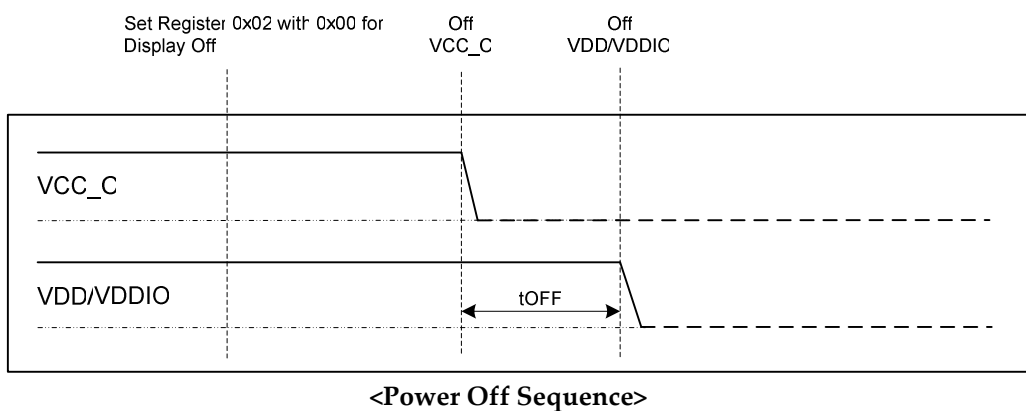 Set Register 0x02 with 0x00 for
Display Off
Off
VCC_C
Off
VDD/VDDIO
VCC_C
VDD/VDDIO
tOFF
<Power Off Sequence>